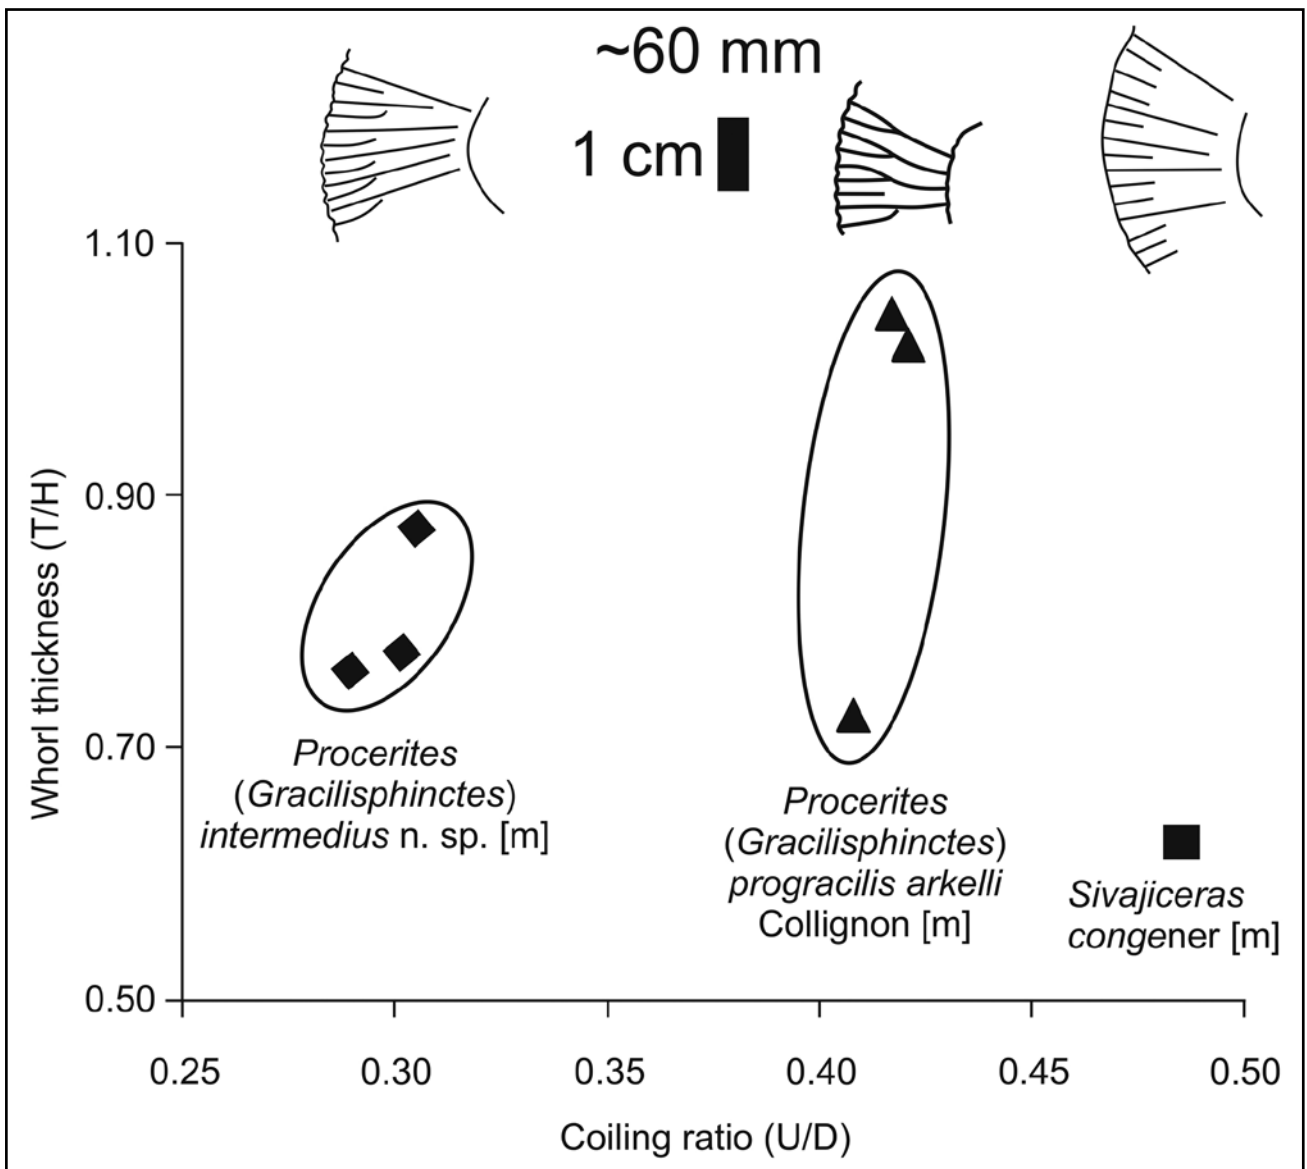 ~60 mm
1 cm
1.10
0.90
0.70
0.50
Whorl thickness (T/H)
Procerites
(Gracilisphinctes)
intermedius n. sp. [m]
Procerites
(Gracilisphinctes)
progracilis arkelli
Collignon [m]
Sivajiceras
congener [m]
0.25 0.30 0.35 0.40 0.45 0.50
Coiling ratio (U/D)